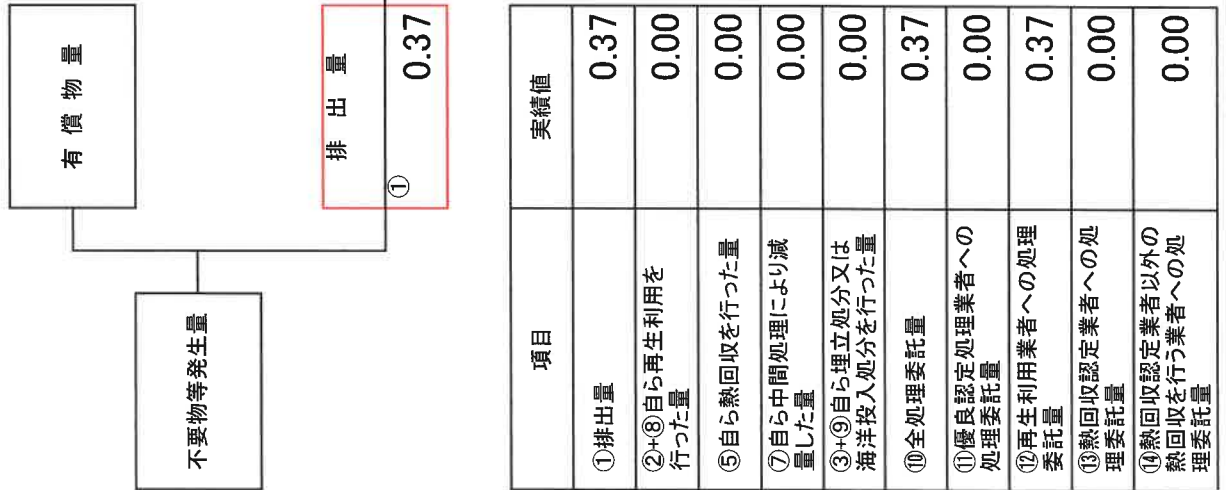 不要物等発生量
有償物量
排出量
①
0.37
項目
実績値
①排出量
0.37
②+⑧自ら再生利用を
行った量
0.00
⑤自ら熱回収を行った量
0.00
⑦自ら中間処理により減
量した量
0.00
③+⑨自ら埋立処分又は
海洋投入処分を行った量
0.00
⑩全処理委託量
0.37
⑪優良認定処理業者への
処理委託量
0.00
⑫再生利用業者への処理
委託量
0.37
⑬熱回収認定業者への処
理委託量
0.00
⑭熱回収認定業者以外の
熱回収を行う業者への処
理委託量
0.00